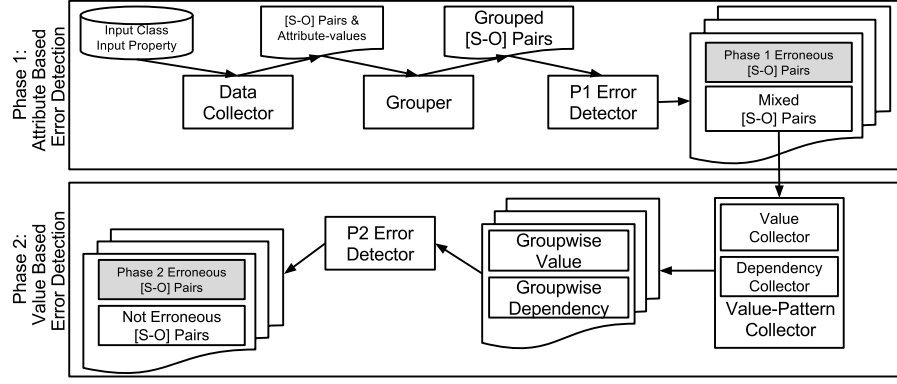 Phase 1:
Attribute Based
Error Detection
Input Class
Input Property
[S-O] Pairs &
Attribute-values
Grouped
[S-O] Pairs
Data
Collector
Grouper
P1 Error
Detector
Phase 1 Erroneous
[S-O] Pairs
Mixed
[S-O] Pairs
Phase 2:
Value Based
Error Detection
Value
Collector
Dependency
Collector
Value-Pattern
Collector
Groupwise
Value
Groupwise
Dependency
P2 Error
Detector
Phase 2 Erroneous
[S-O] Pairs
Not Erroneous
[S-O] Pairs